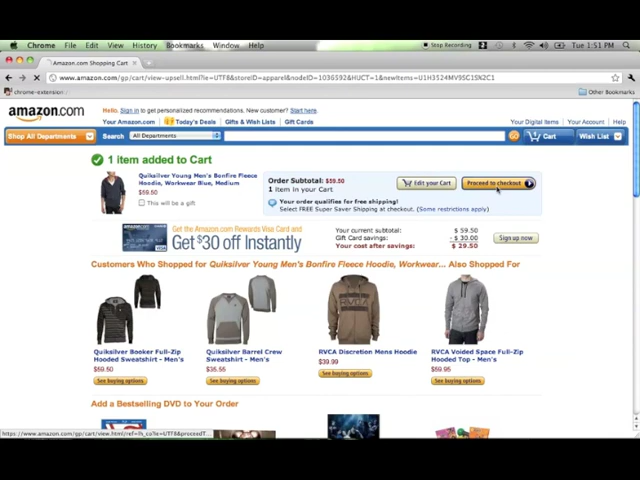 Chrome File Edit View History Bookmarks Window Help Stop Recording Tue 1:51 PM
Amazon.com Shopping Cart
www.amazon.com/gp/cart/view-upsell.html?ie=UTF8&storeID=apparel&nodeID=1036592&HUCT=1&newItems=U1H3524MV95G1S%2C1
chrome-extension:/ Other Bookmarks
amazon.com
Hello. Sign in to get personalized recommendations. New customer? Start here.
Your Amazon.com Today's Deals Gifts & Wish Lists Gift Cards Your Digital Items Your Account Help
Shop All Departments Search All Departments Cart Wish List
1 item added to Cart
Quiksilver Young Men's Bonfire Fleece
Hoodie, Workwear Blue, Medium
$59.50
This will be a gift
Order Subtotal: $59.50
1 item in your Cart
Edit your Cart Proceed to checkout
Your order qualifies for free shipping!
Select FREE Super Saver Shipping at checkout. (Some restrictions apply)
Get the Amazon.com Rewards Visa Card and
Get $30 off Instantly
Your current subtotal: $ 59.50
Gift Card savings: - $ 30.00
Your cost after savings: $ 29.50
Sign up now
Customers Who Shopped for Quiksilver Young Men's Bonfire Fleece Hoodie, Workwear... Also Shopped For
Quiksilver Booker Full-Zip
Hooded Sweatshirt - Men's
$59.50
See buying options
Quiksilver Barrel Crew
Sweatshirt - Men's
$35.55
See buying options
RVCA Discretion Mens Hoodie
$39.99
See buying options
RVCA Voided Space Full-Zip
Hooded Top - Men's
$59.95
See buying options
Add a Bestselling DVD to Your Order